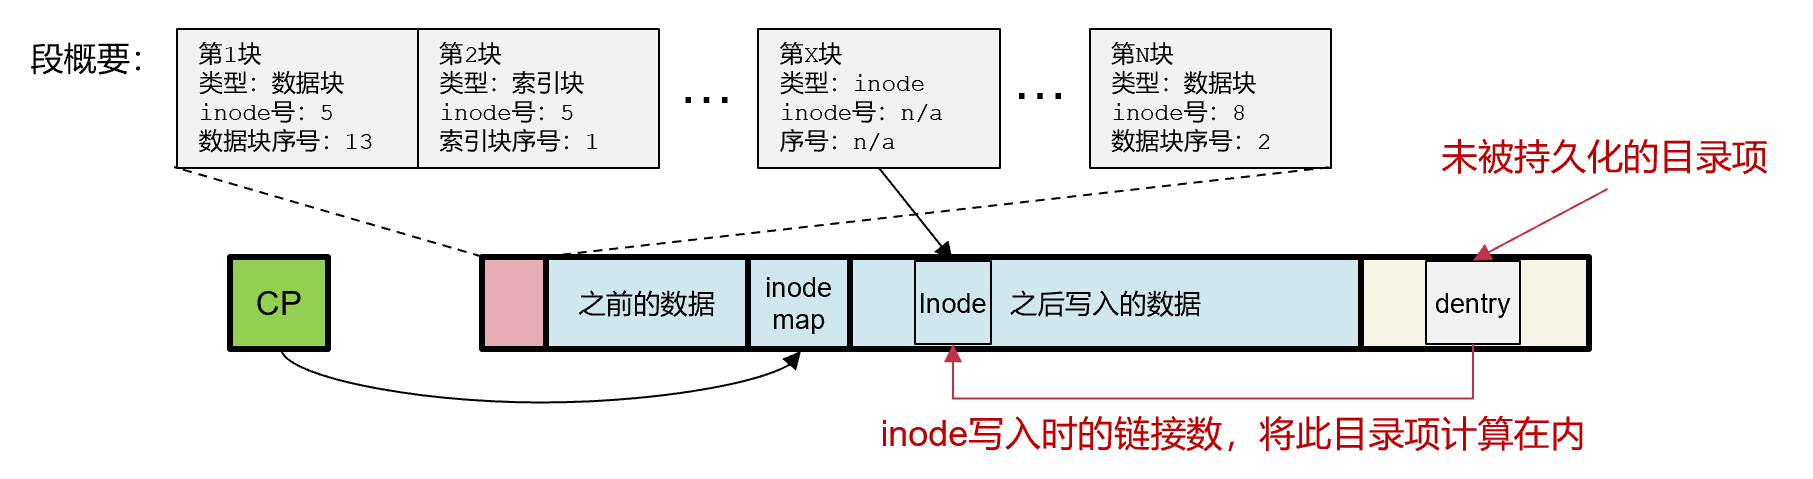 段概要：
第1块
类型：数据块
inode号：5
数据块序号：13
第2块
类型：索引块
inode号：5
索引块序号：1
...
第X块
类型：inode
inode号：n/a
序号：n/a
...
第N块
类型：数据块
inode号：8
数据块序号：2
未被持久化的目录项
CP
之前的数据
inode
map
Inode
之后写入的数据
dentry
inode写入时的链接数，将此目录项计算在内